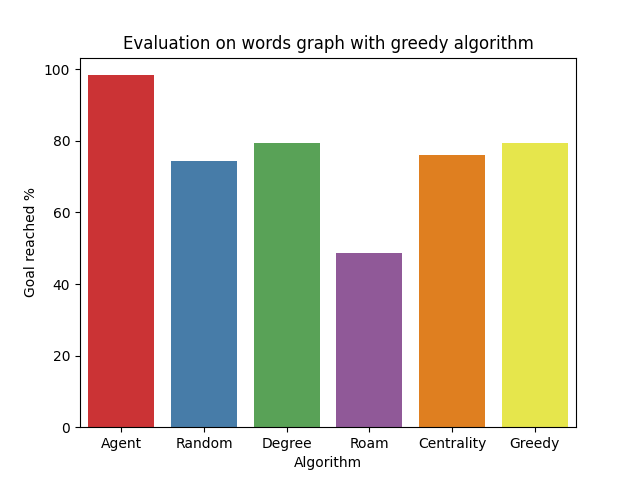 Evaluation on words graph with greedy algorithm
100
80
60
40
20
0
Goal reached %
Agent Random Degree Roam Centrality Greedy
Algorithm